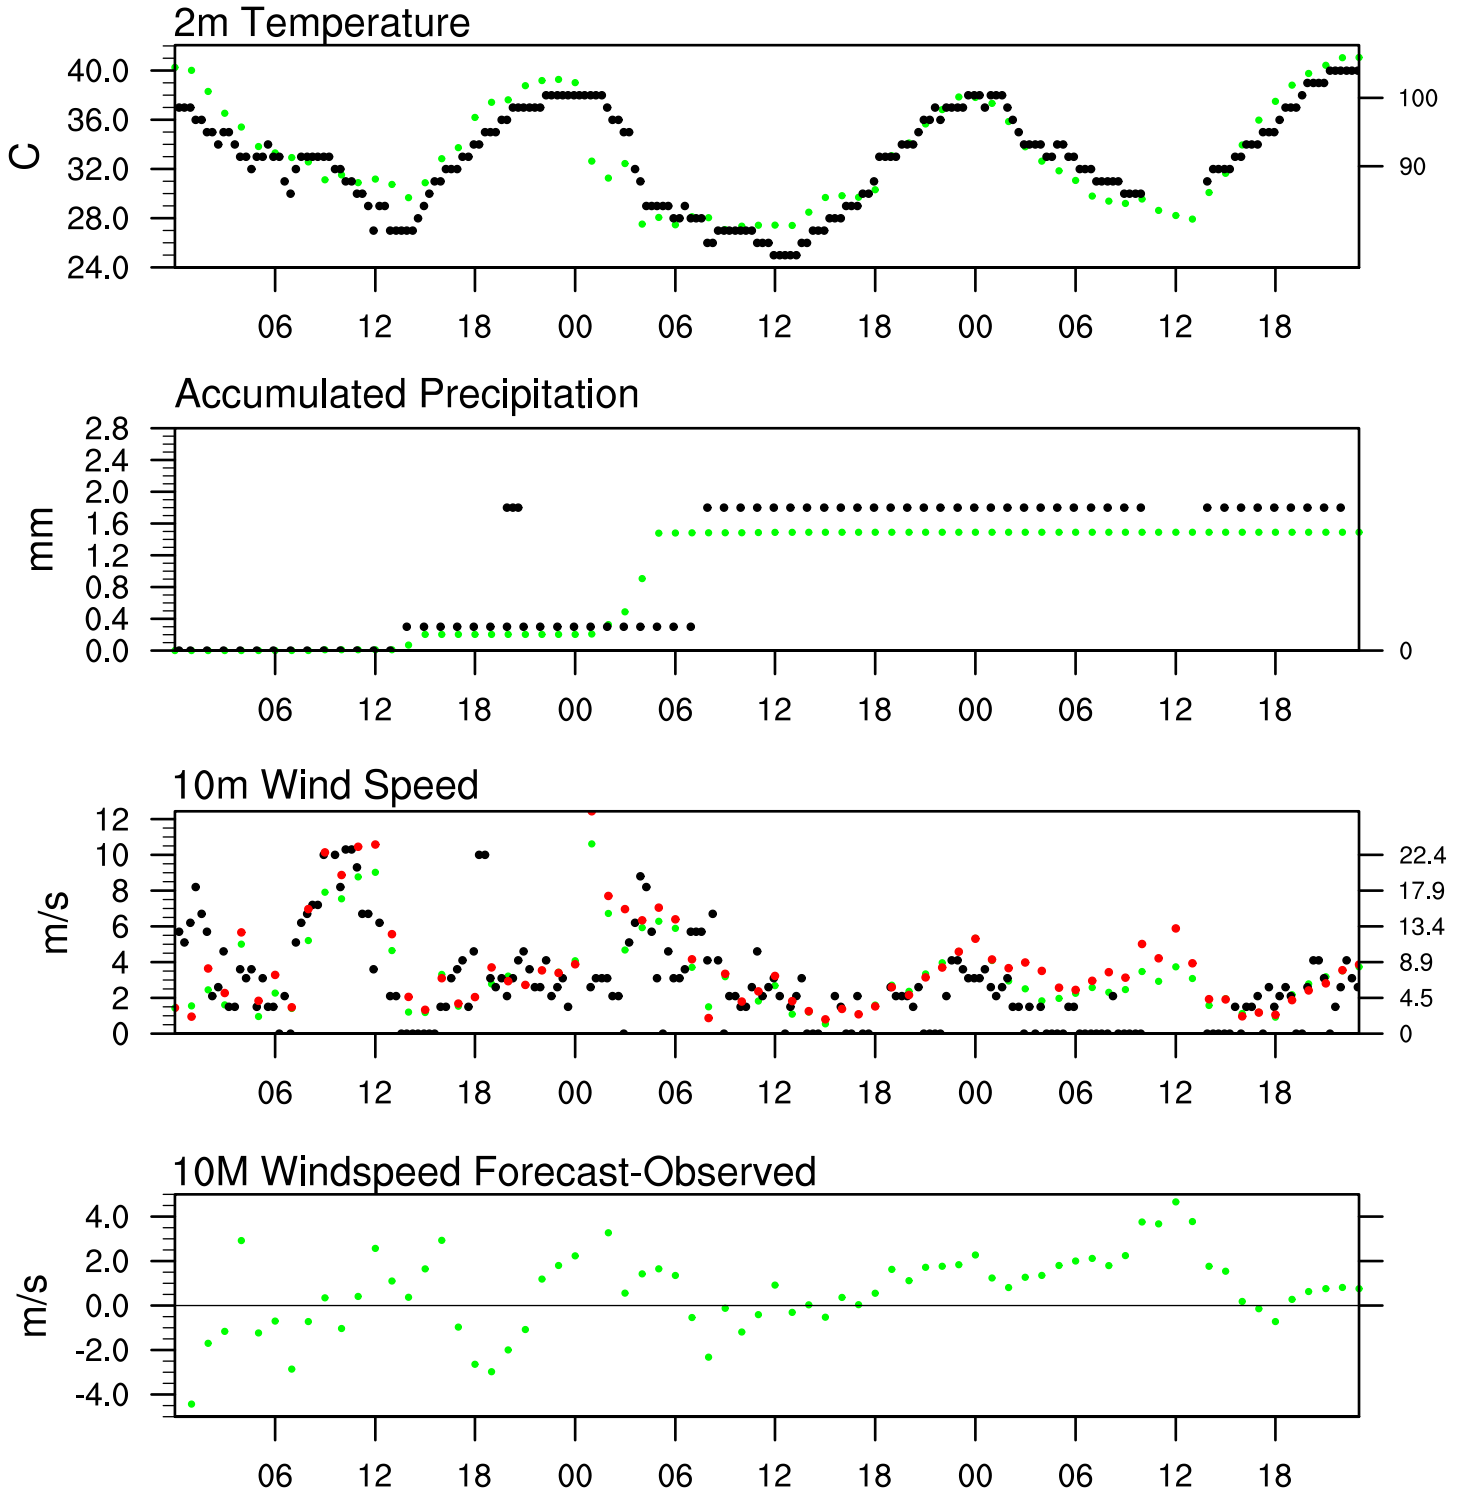 2m Temperature
40.0
36.0
32.0
28.0
24.0
C
100
90
06 12 18 00 06 12 18 00 06 12 18
Accumulated Precipitation
2.8
2.4
2.0
1.6
1.2
0.8
0.4
0.0
mm
0
06 12 18 00 06 12 18 00 06 12 18
10m Wind Speed
12
10
8
6
4
2
0
m/s
22.4
17.9
13.4
8.9
4.5
0
06 12 18 00 06 12 18 00 06 12 18
10M Windspeed Forecast-Observed
4.0
2.0
0.0
-2.0
-4.0
m/s
06 12 18 00 06 12 18 00 06 12 18